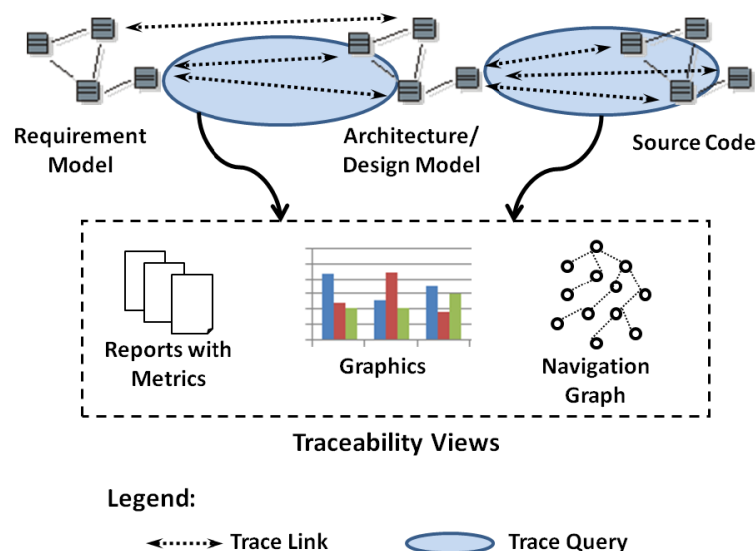 Requirement
Model
Architecture/
Design Model
Source Code
Reports with
Metrics
Graphics
Navigation
Graph
Traceability Views
Legend:
Trace Link
Trace Query